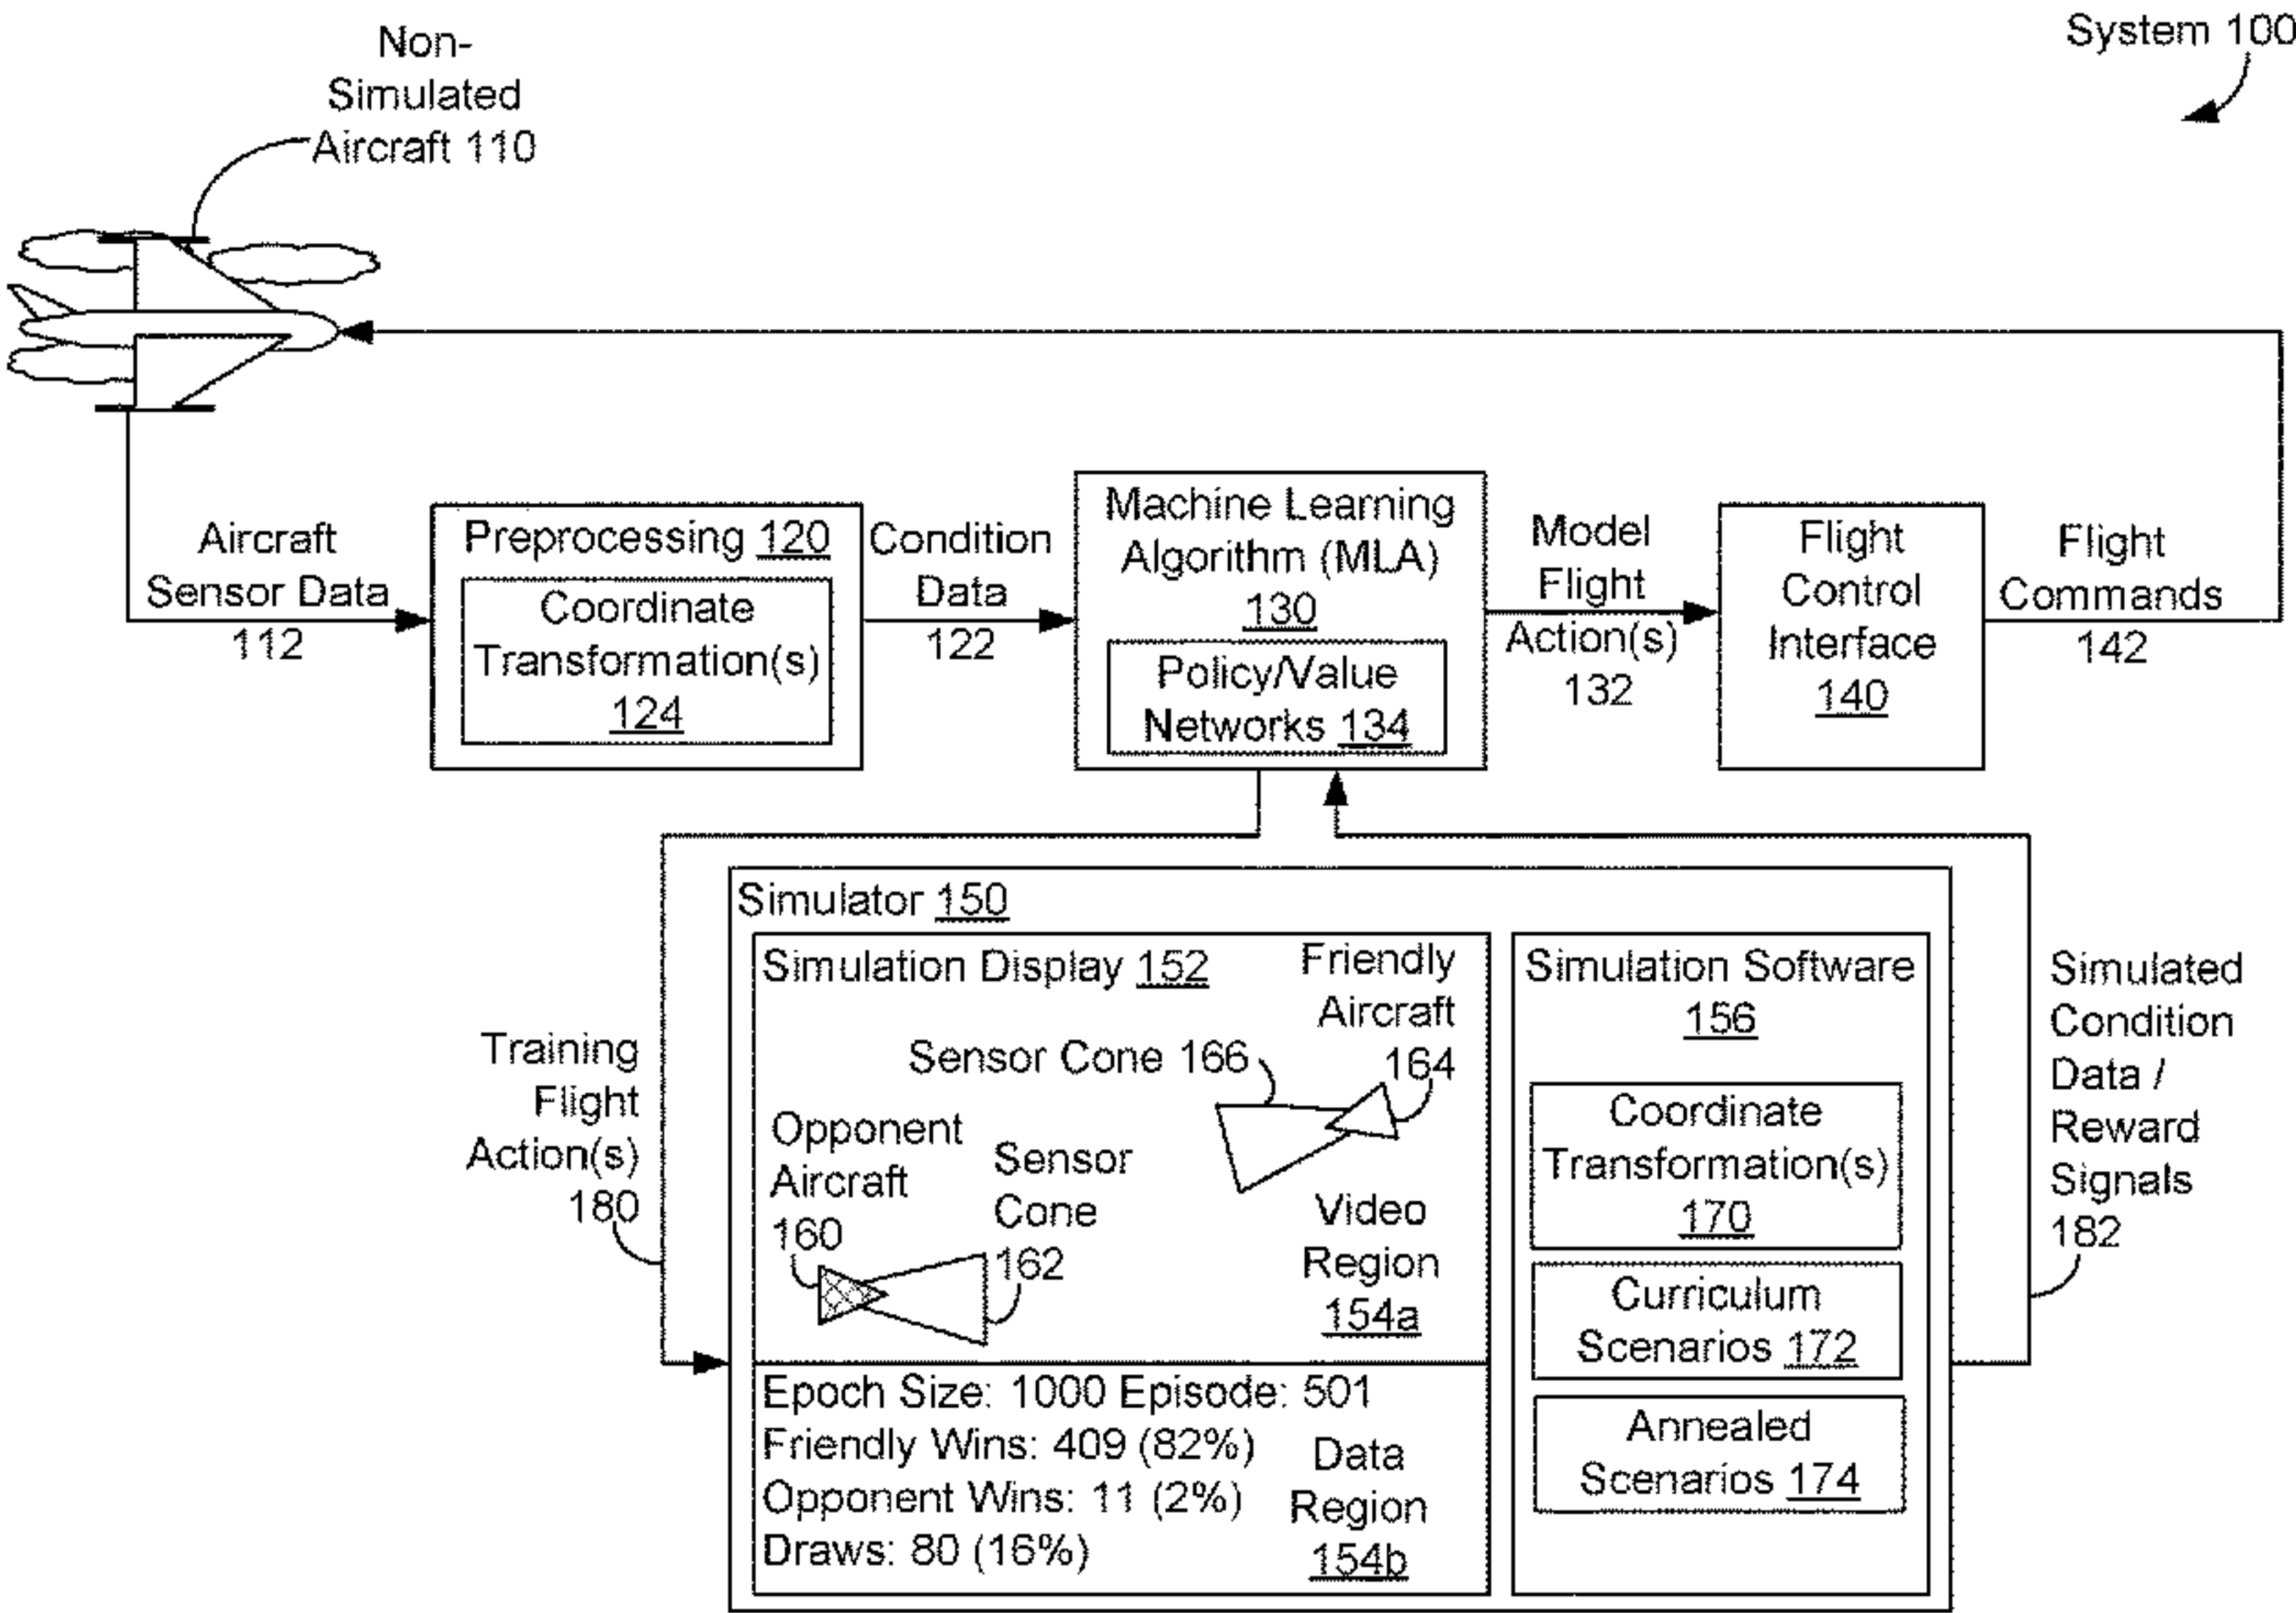 System 100
Non-
Simulated
Aircraft 110
Aircraft
Sensor Data
112
Preprocessing 120
Coordinate
Transformation(s)
124
Condition
Data
122
Machine Learning
Algorithm (MLA)
130
Policy/Value
Networks 134
Model
Flight
Action(s)
132
Flight
Control
Interface
140
Flight
Commands
142
Training
Flight
Action(s)
180
Simulator 150
Simulation Display 152
Friendly
Aircraft
164
Sensor Cone 166
Opponent
Aircraft
160
Sensor
Cone
162
Video
Region
154a
Epoch Size: 1000 Episode: 501
Friendly Wins: 409 (82%)
Opponent Wins: 11 (2%)
Draws: 80 (16%)
Data
Region
154b
Simulation Software
156
Coordinate
Transformation(s)
170
Curriculum
Scenarios 172
Annealed
Scenarios 174
Simulated
Condition
Data /
Reward
Signals
182